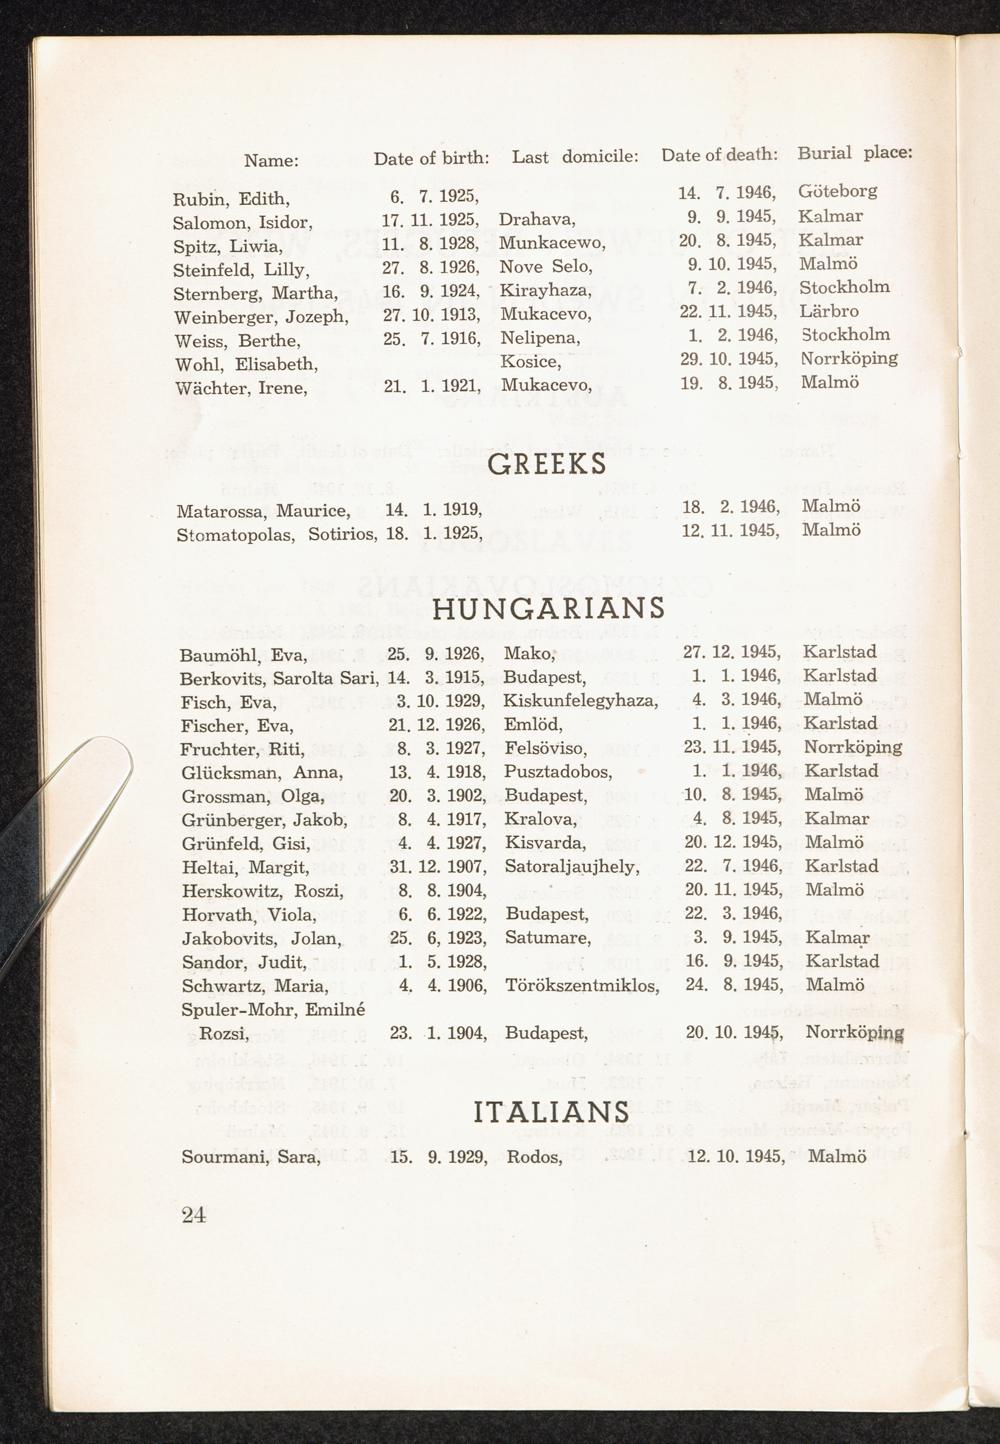 Name: Date of birth: Last domicile: Date of death: Burial place:
Rubin, Edith, 6. 7. 1925, 14. 7. 1946, Göteborg
Salomon, Isidor, 17. 11. 1925, Drahava, 9. 9. 1945, Kalmar
Spitz, Liwia, 11. 8. 1928, Munkacewo, 20. 8. 1945, Kalmar
Steinfeld, Lilly, 27. 8. 1926, Nove Selo, 9. 10. 1945, Malmö
Sternberg, Martha, 16. 9. 1924, Kirayhaza, 7. 2. 1946, Stockholm
Weinberger, Jozeph, 27. 10. 1913, Mukacevo, 22. 11. 1945, Lärbro
Weiss, Berthe, 25. 7. 1916, Nelipena, 1. 2. 1946, Stockholm
Wohl, Elisabeth, Kosice, 29. 10. 1945, Norrköping
Wächter, Irene, 21. 1. 1921, Mukacevo, 19. 8. 1945, Malmö
GREEKS
Matarossa, Maurice, 14. 1. 1919, 18. 2. 1946, Malmö
Stomatopolas, Sotirios, 18. 1. 1925, 12. 11. 1945, Malmö
HUNGARIANS
Baumöhl, Eva, 25. 9. 1926, Mako, 27. 12. 1945, Karlstad
Berkovits, Sarolta Sari, 14. 3. 1915, Budapest, 1. 1. 1946, Karlstad
Fisch, Eva, 3. 10. 1929, Kiskunfelegyhaza, 4. 3. 1946, Malmö
Fischer, Eva, 21. 12. 1926, Emlöd, 1. 1. 1946, Karlstad
Fruchter, Riti, 8. 3. 1927, Felsöviso, 23. 11. 1945, Norrköping
Glücksman, Anna, 13. 4. 1918, Pusztadobos, 1. 1. 1946, Karlstad
Grossman, Olga, 20. 3. 1902, Budapest, 10. 8. 1945, Malmö
Grünberger, Jakob, 8. 4. 1917, Kralova, 4. 8. 1945, Kalmar
Grünfeld, Gisi, 4. 4. 1927, Kisvarda, 20. 12. 1945, Malmö
Heltai, Margit, 31. 12. 1907, Satoraljaujhely, 22. 7. 1946, Karlstad
Herskowitz, Roszi, 8. 8. 1904, 20. 11. 1945, Malmö
Horvath, Viola, 6. 6. 1922, Budapest, 22. 3. 1946,
Jakobovits, Jolan, 25. 6, 1923, Satumare, 3. 9. 1945, Kalmar
Sandor, Judit, 1. 5. 1928, 16. 9. 1945, Karlstad
Schwartz, Maria, 4. 4. 1906, Törökszentmiklos, 24. 8. 1945, Malmö
Spuler-Mohr, Emilné
Rozsi, 23. 1. 1904, Budapest, 20. 10. 1945, Norrköping
ITALIANS
Sourmani, Sara, 15. 9. 1929, Rodos, 12. 10. 1945, Malmö
24